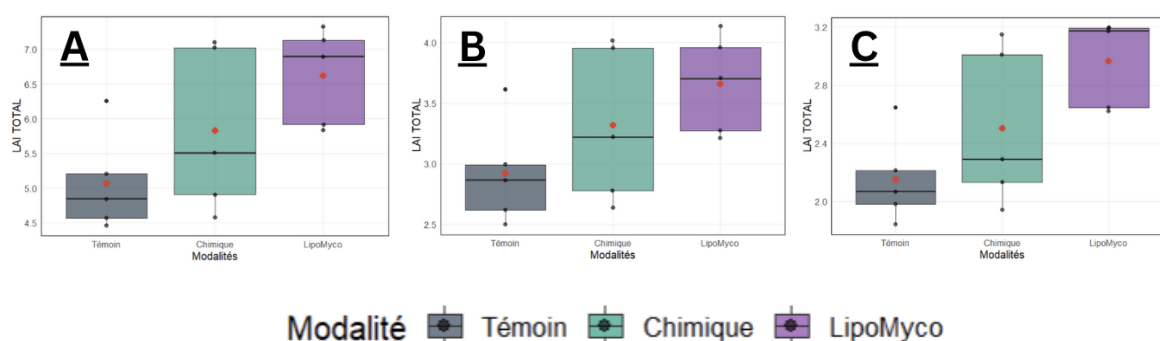 A
LAI TOTAL
7.0
6.5
6.0
5.5
5.0
4.5
Témoin Chimique LipoMyco
Modalités
B
LAI TOTAL
4.0
3.5
3.0
2.5
Témoin Chimique LipoMyco
Modalités
C
LAI TOTAL
3.2
2.8
2.4
2.0
Témoin Chimique LipoMyco
Modalités
Modalité Témoin Chimique LipoMyco